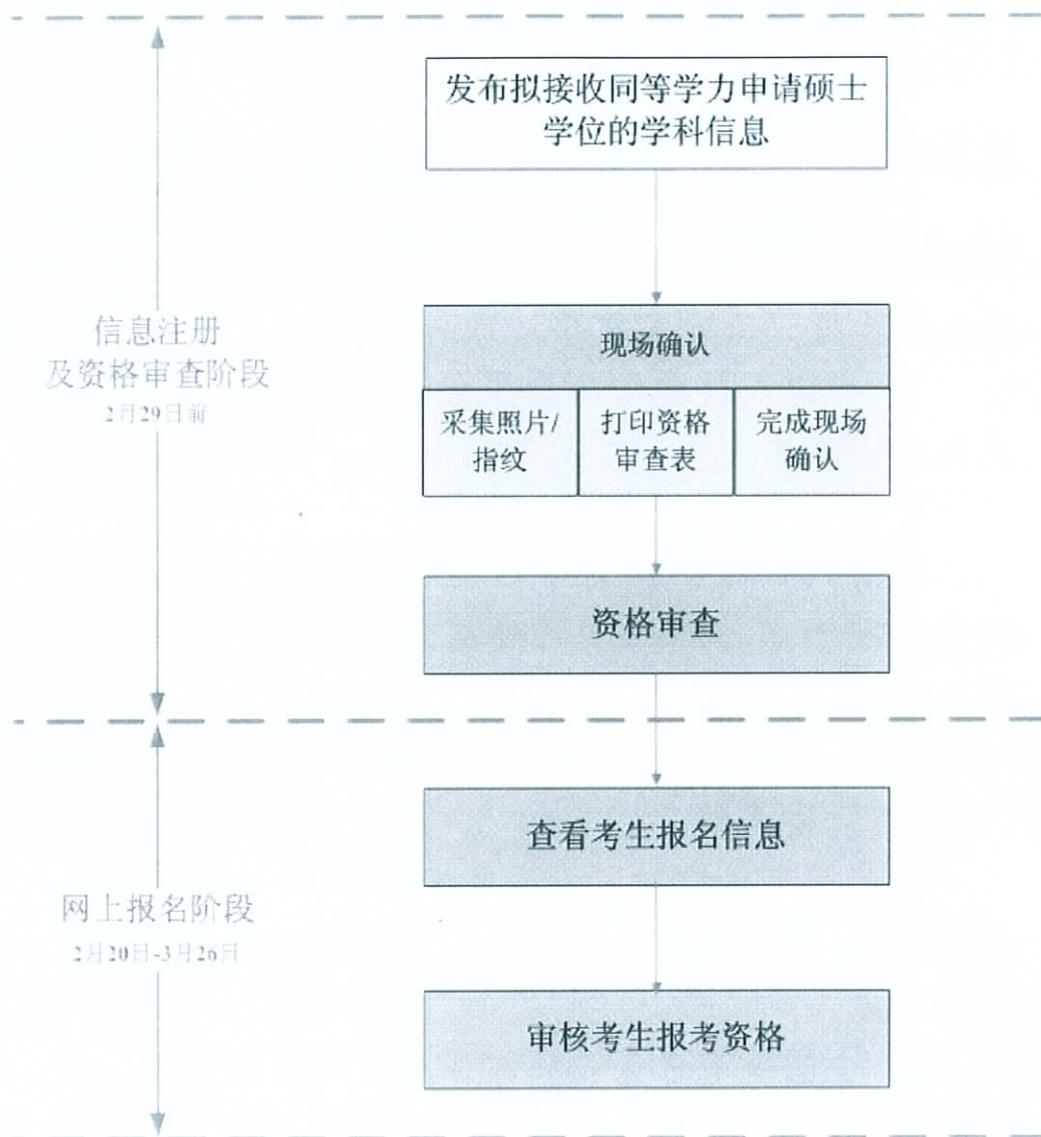 发布拟接收同等学力申请硕士
学位的学科信息
信息注册
及资格审查阶段
2月29日前
现场确认
采集照片/
指纹
打印资格
审查表
完成现场
确认
资格审查
查看考生报名信息
网上报名阶段
2月20日-3月26日
审核考生报考资格